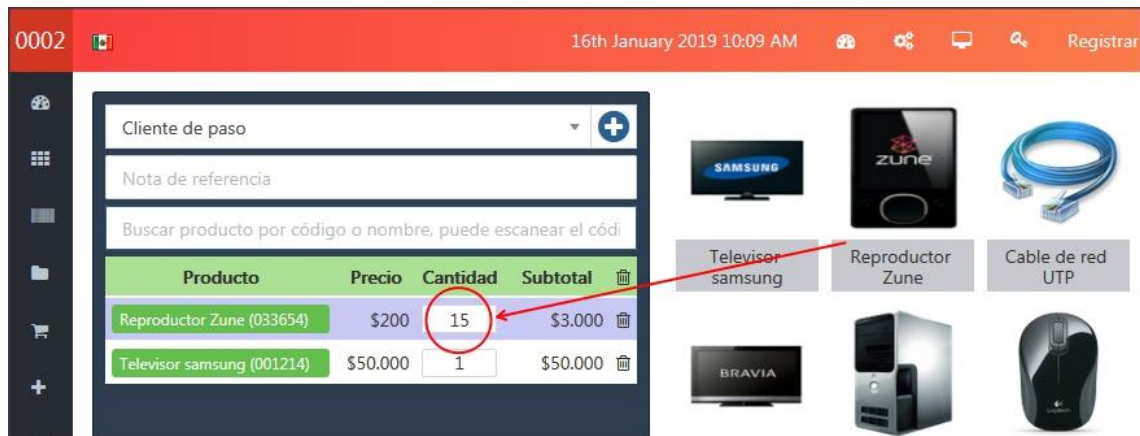 0002 16th January 2019 10:09 AM Registrar
Cliente de paso
Nota de referencia
Buscar producto por código o nombre, puede escanear el códi
Producto Precio Cantidad Subtotal
Reproductor Zune (033654) $200 15 $3.000
Televisor samsung (001214) $50.000 1 $50.000
SAMSUNG
zune
Televisor
samsung
Reproductor
Zune
Cable de red
UTP
BRAVIA
Logitech